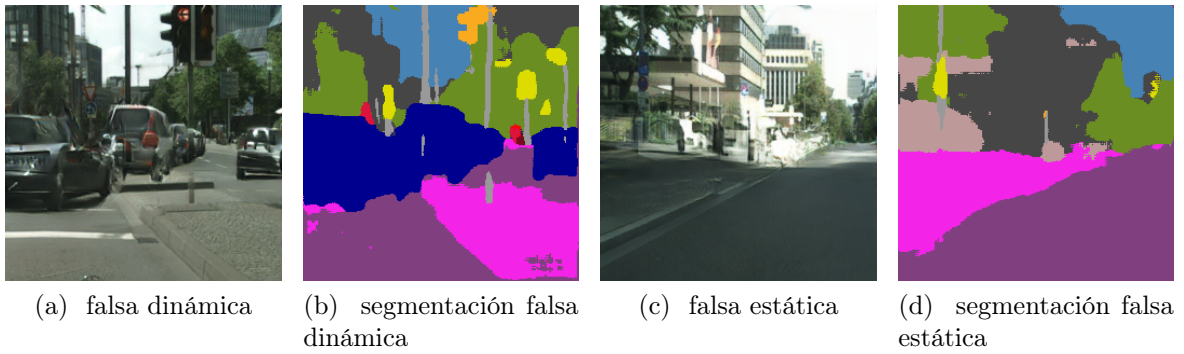 (a) falsa dinámica
(b) segmentación falsa
dinámica
(c) falsa estática
(d) segmentación falsa
estática